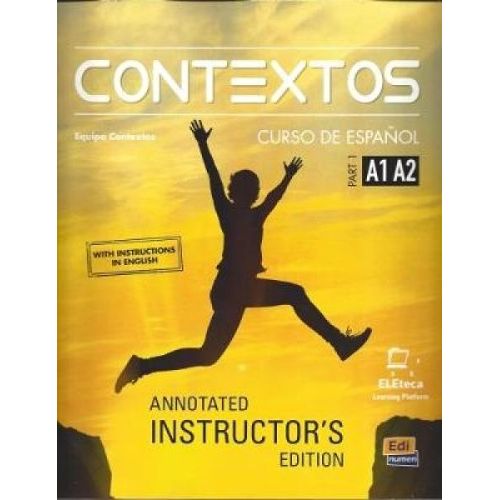 CONTEXTOS
Equipo Contextos
CURSO DE ESPAÑOL
PART 1
A1 A2
WITH INSTRUCTIONS
IN ENGLISH
ELEteca
Learning Platform
ANNOTATED
INSTRUCTOR'S
EDITION
Edi
numen